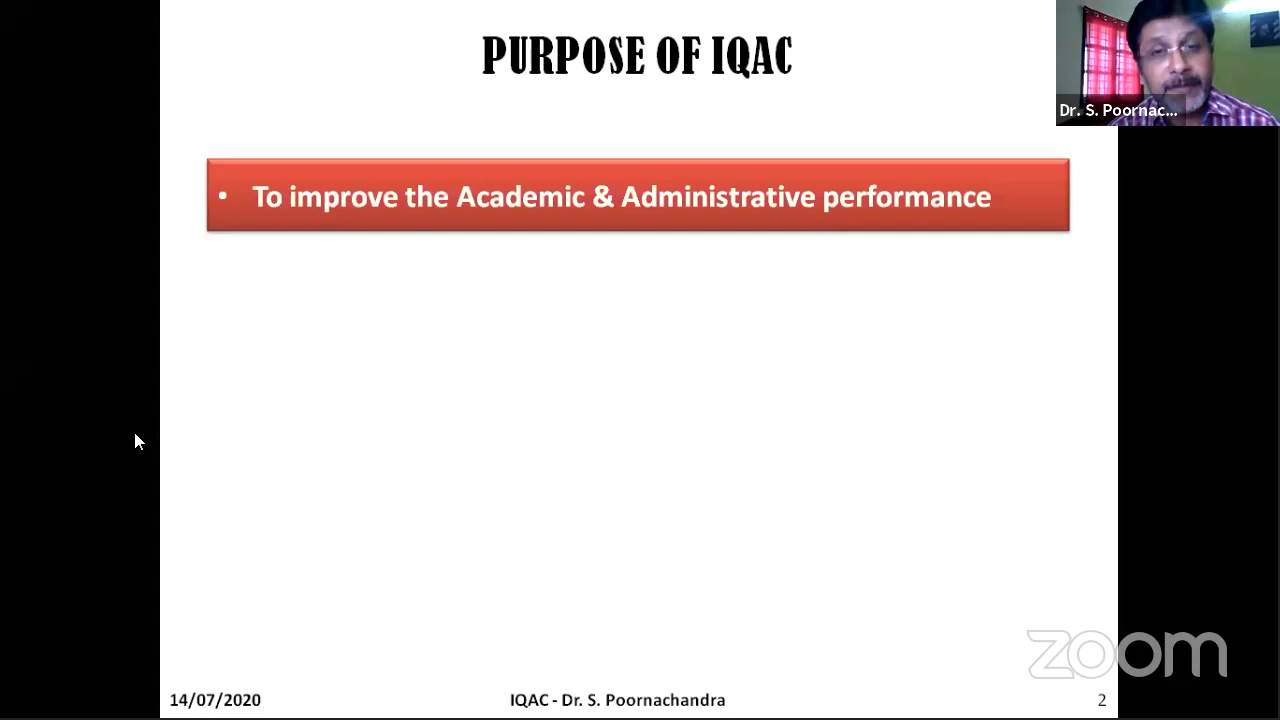 PURPOSE OF IQAC
Dr. S. Poornac...
• To improve the Academic & Administrative performance
zoom
14/07/2020
IQAC - Dr. S. Poornachandra
2